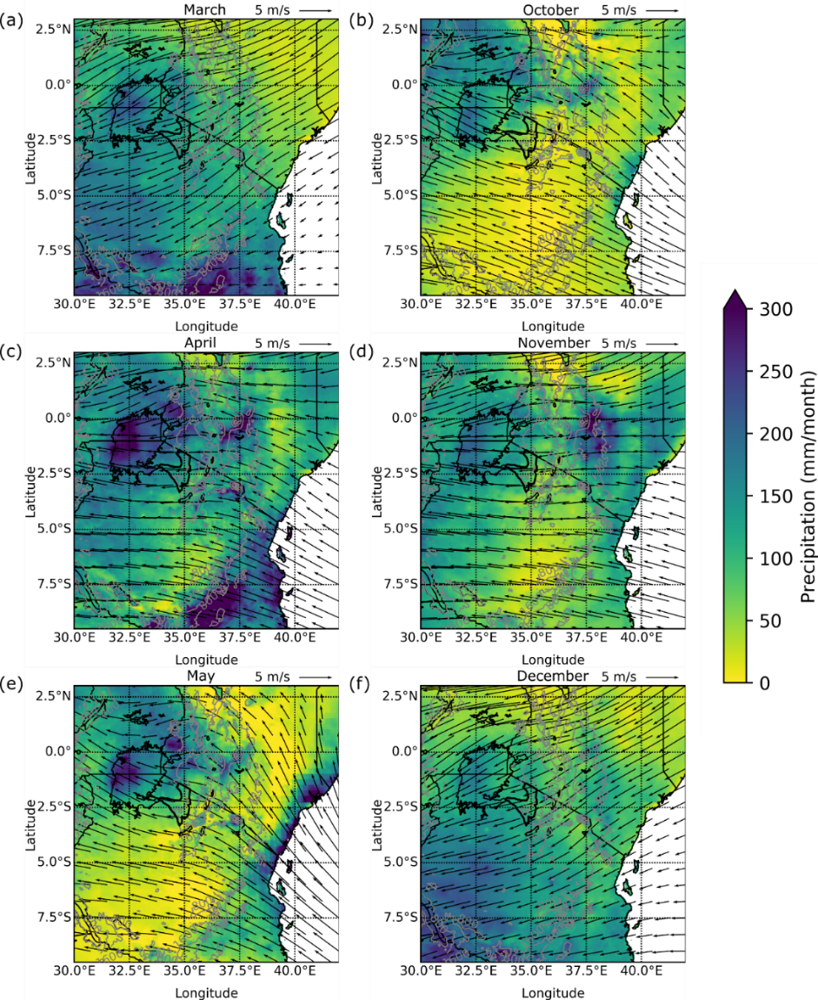 (a) March 5 m/s
2.5°N
0.0°
2.5°S
5.0°S
7.5°S
Latitude
30.0°E 32.5°E 35.0°E 37.5°E 40.0°E
Longitude
(b) October 5 m/s
2.5°N
0.0°
2.5°S
5.0°S
7.5°S
Latitude
30.0°E 32.5°E 35.0°E 37.5°E 40.0°E
Longitude
(c) April 5 m/s
2.5°N
0.0°
2.5°S
5.0°S
7.5°S
Latitude
30.0°E 32.5°E 35.0°E 37.5°E 40.0°E
Longitude
(d) November 5 m/s
2.5°N
0.0°
2.5°S
5.0°S
7.5°S
Latitude
30.0°E 32.5°E 35.0°E 37.5°E 40.0°E
Longitude
(e) May 5 m/s
2.5°N
0.0°
2.5°S
5.0°S
7.5°S
Latitude
30.0°E 32.5°E 35.0°E 37.5°E 40.0°E
Longitude
(f) December 5 m/s
2.5°N
0.0°
2.5°S
5.0°S
7.5°S
Latitude
30.0°E 32.5°E 35.0°E 37.5°E 40.0°E
Longitude
300
250
200
150
100
50
0
Precipitation (mm/month)